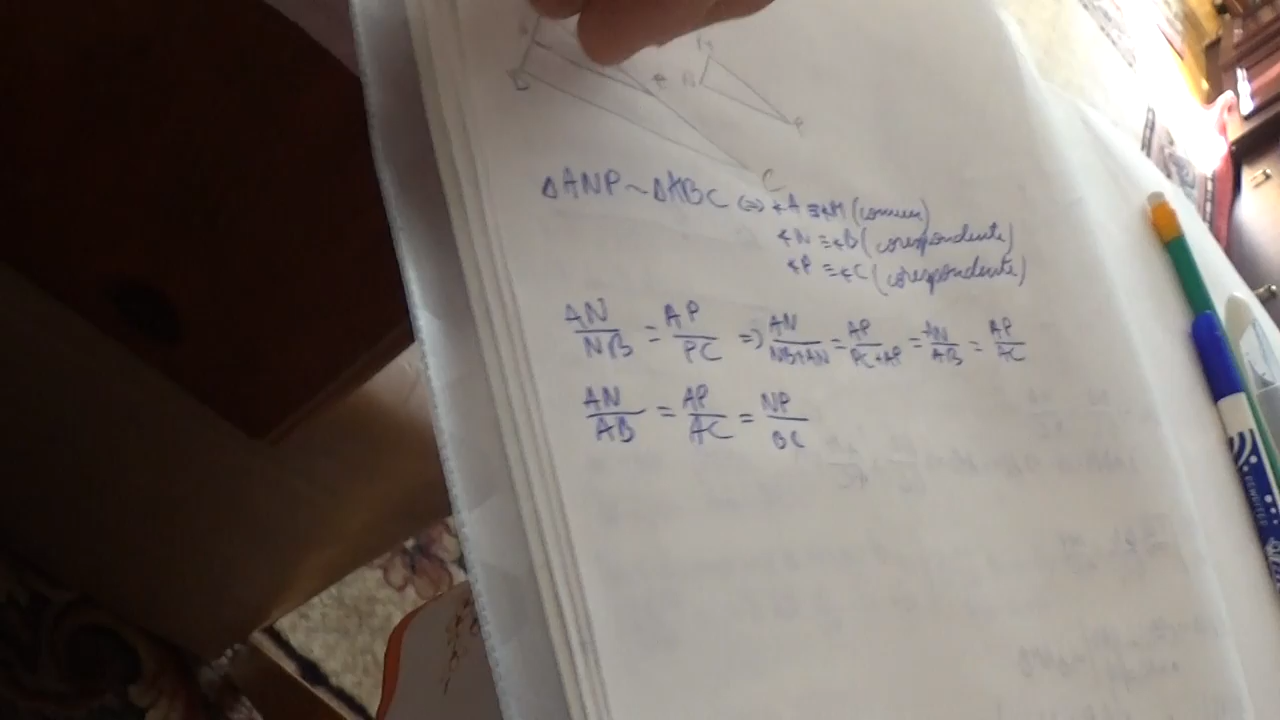 C
ΔANP ~ ΔABC ⇔ ∢A ≡ ∢M (comun)
∢N ≡ ∢B (corespondente)
∢P ≡ ∢C (corespondente)
AN/NB = AP/PC ⇒ AN/NB+AN = AP/PC+AP = AN/AB = AP/AC
AN/AB = AP/AC = NP/BC